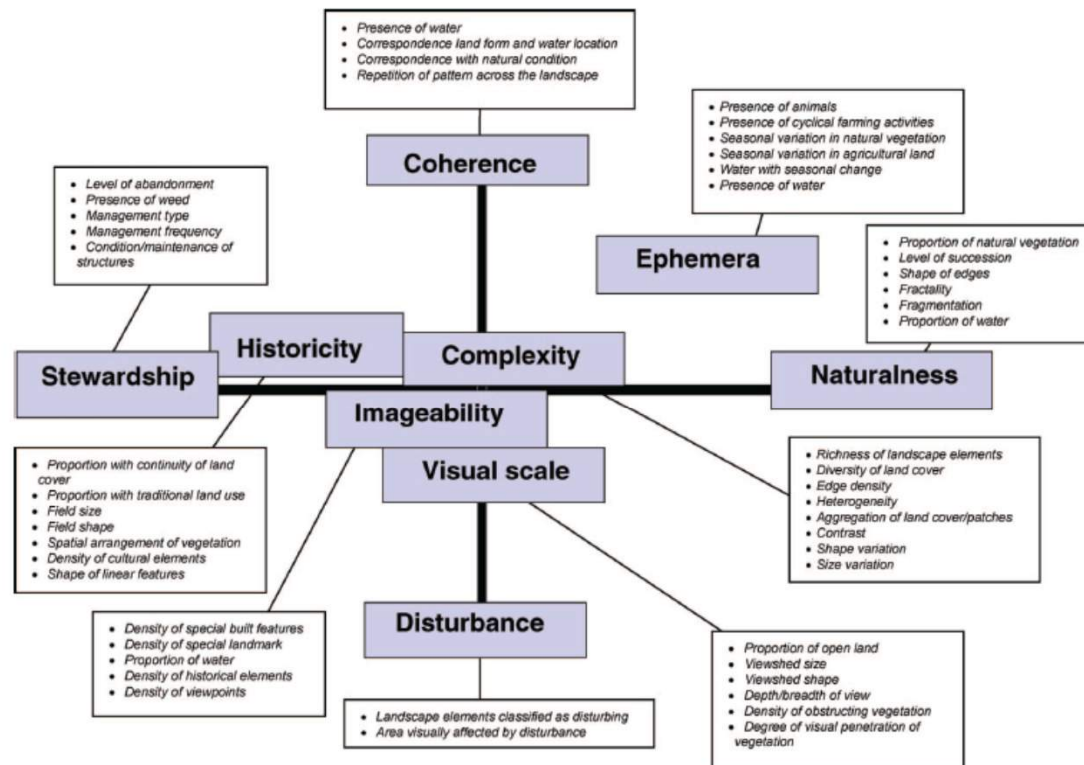 • Presence of water
• Correspondence land form and water location
• Correspondence with natural condition
• Repetition of pattern across the landscape
Coherence
• Presence of animals
• Presence of cyclical farming activities
• Seasonal variation in natural vegetation
• Seasonal variation in agricultural land
• Water with seasonal change
• Presence of water
Ephemera
• Level of abandonment
• Presence of weed
• Management type
• Management frequency
• Condition/maintenance of
structures
Stewardship
Historicity
Complexity
• Proportion of natural vegetation
• Level of succession
• Shape of edges
• Fractality
• Fragmentation
• Proportion of water
Naturalness
Imageability
Visual scale
• Proportion with continuity of land
cover
• Proportion with traditional land use
• Field size
• Field shape
• Spatial arrangement of vegetation
• Density of cultural elements
• Shape of linear features
• Richness of landscape elements
• Diversity of land cover
• Edge density
• Heterogeneity
• Aggregation of land cover/patches
• Contrast
• Shape variation
• Size variation
Disturbance
• Density of special built features
• Density of special landmark
• Proportion of water
• Density of historical elements
• Density of viewpoints
• Landscape elements classified as disturbing
• Area visually affected by disturbance
• Proportion of open land
• Viewshed size
• Viewshed shape
• Depth/breadth of view
• Density of obstructing vegetation
• Degree of visual penetration of
vegetation